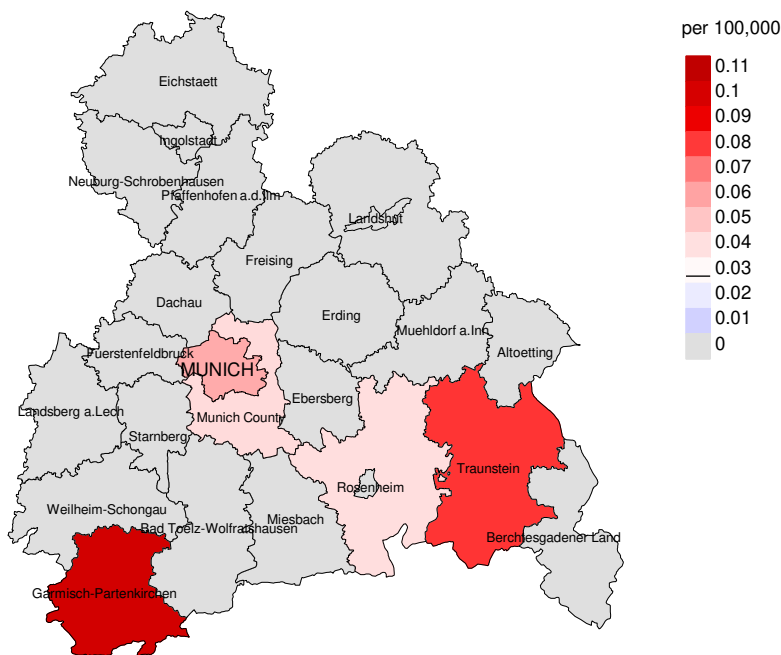 per 100,000
0.11
0.1
0.09
0.08
0.07
0.06
0.05
0.04
0.03
0.02
0.01
0
Eichstaett
Ingolstadt
Neuburg-Schrobenhausen
Pfaffenhofen a.d.Ilm
Landshut
Freising
Dachau
Erding
Muehldorf a.Inn
Altoetting
Fuerstenfeldbruck
MUNICH
Ebersberg
Landsberg a.Lech
Munich County
Starnberg
Traunstein
Rosenheim
Weilheim-Schongau
Miesbach
Bad Toelz-Wolfratshausen
Berchtesgadener Land
Garmisch-Partenkirchen